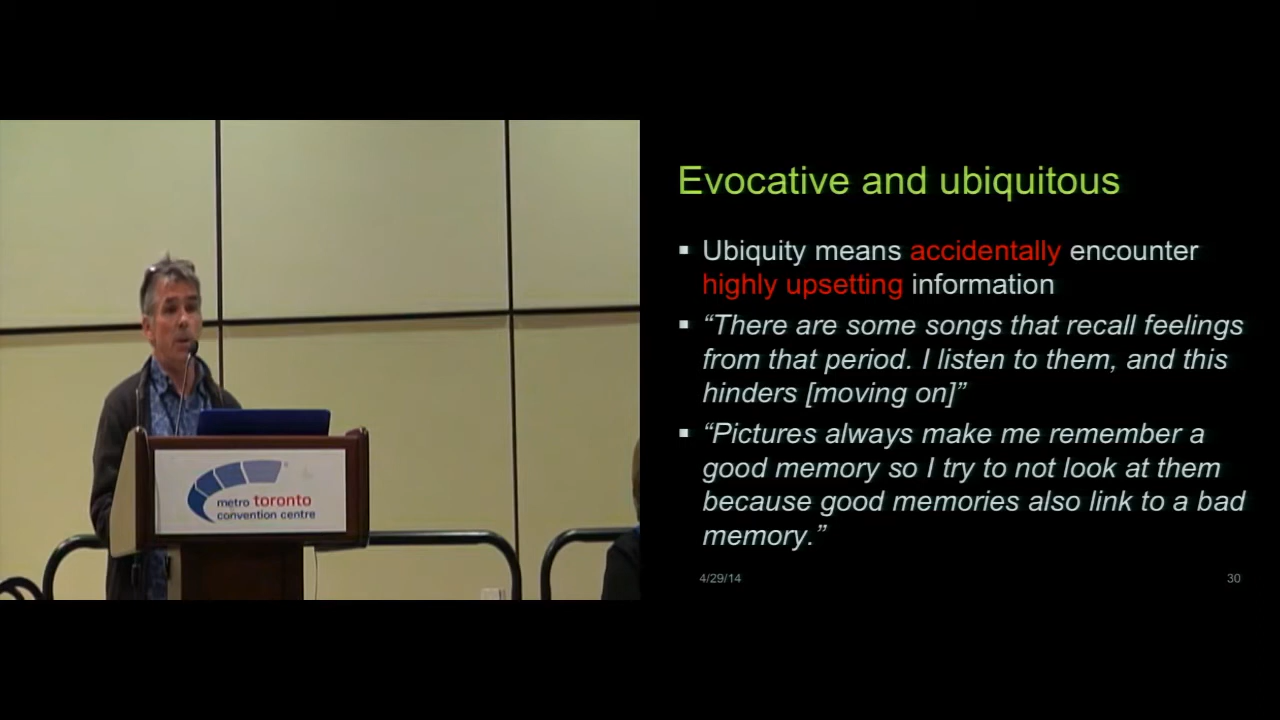 metro toronto
convention centre
Evocative and ubiquitous
▪ Ubiquity means accidentally encounter
highly upsetting information
▪ “There are some songs that recall feelings
from that period. I listen to them, and this
hinders [moving on]”
▪ “Pictures always make me remember a
good memory so I try to not look at them
because good memories also link to a bad
memory.”
4/29/14
30